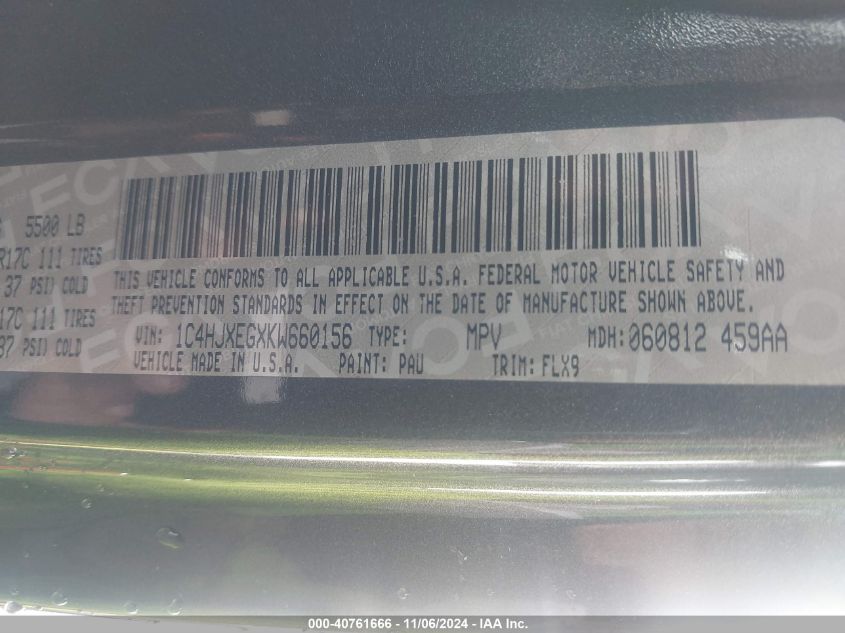 5500 LB
R17C 111 TIRES
37 PSI) COLD
R17C 111 TIRES
37 PSI) COLD
THIS VEHICLE CONFORMS TO ALL APPLICABLE U.S.A. FEDERAL MOTOR VEHICLE SAFETY AND
THEFT PREVENTION STANDARDS IN EFFECT ON THE DATE OF MANUFACTURE SHOWN ABOVE.
VIN: 1C4HJXEGXKW660156 TYPE: MPV MDH: 060812 459AA
VEHICLE MADE IN U.S.A. PAINT: PAU TRIM: FLX9
000-40761666 - 11/06/2024 - IAA Inc.